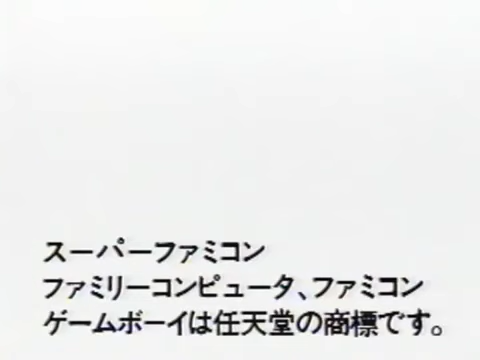 スーパーファミコン
ファミリーコンピュータ、ファミコン
ゲームボーイは任天堂の商標です。